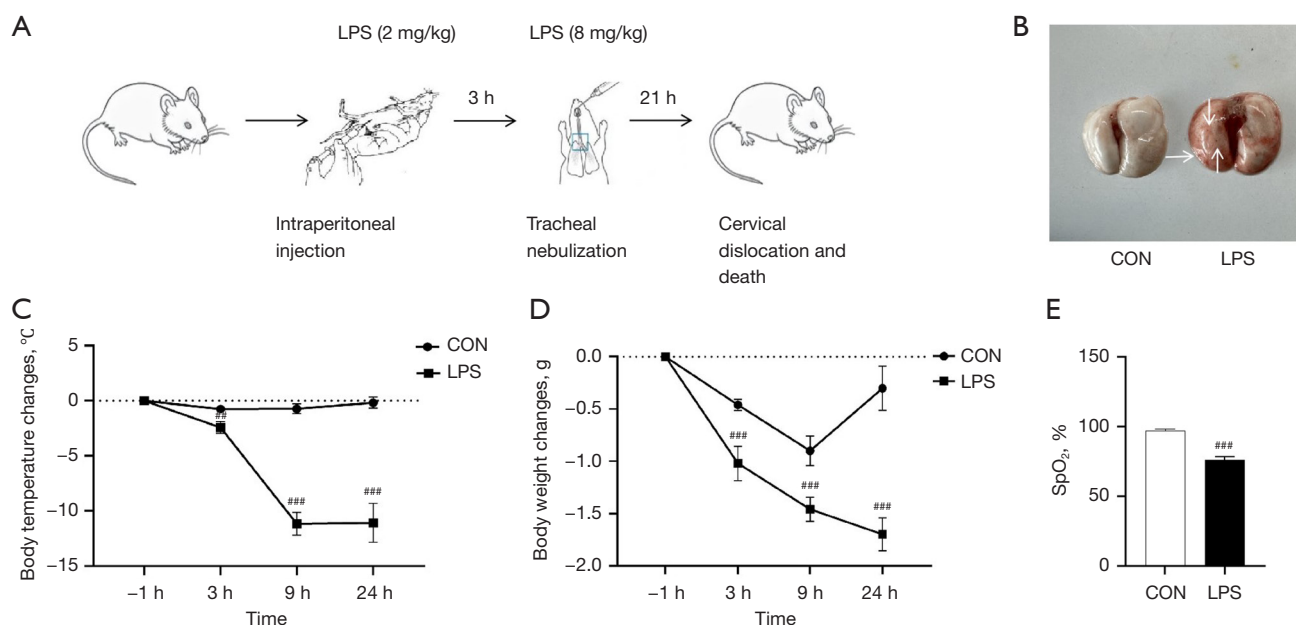 A
LPS (2 mg/kg)
LPS (8 mg/kg)
3 h
21 h
Intraperitoneal
injection
Tracheal
nebulization
Cervical
dislocation and
death
B
CON
LPS
C
Body temperature changes, ℃
5
0
−5
−10
−15
CON
LPS
##
###
###
−1 h
3 h
9 h
24 h
Time
D
Body weight changes, g
0.0
−0.5
−1.0
−1.5
−2.0
CON
LPS
###
###
###
−1 h
3 h
9 h
24 h
Time
E
SpO₂, %
150
100
50
0
###
CON
LPS